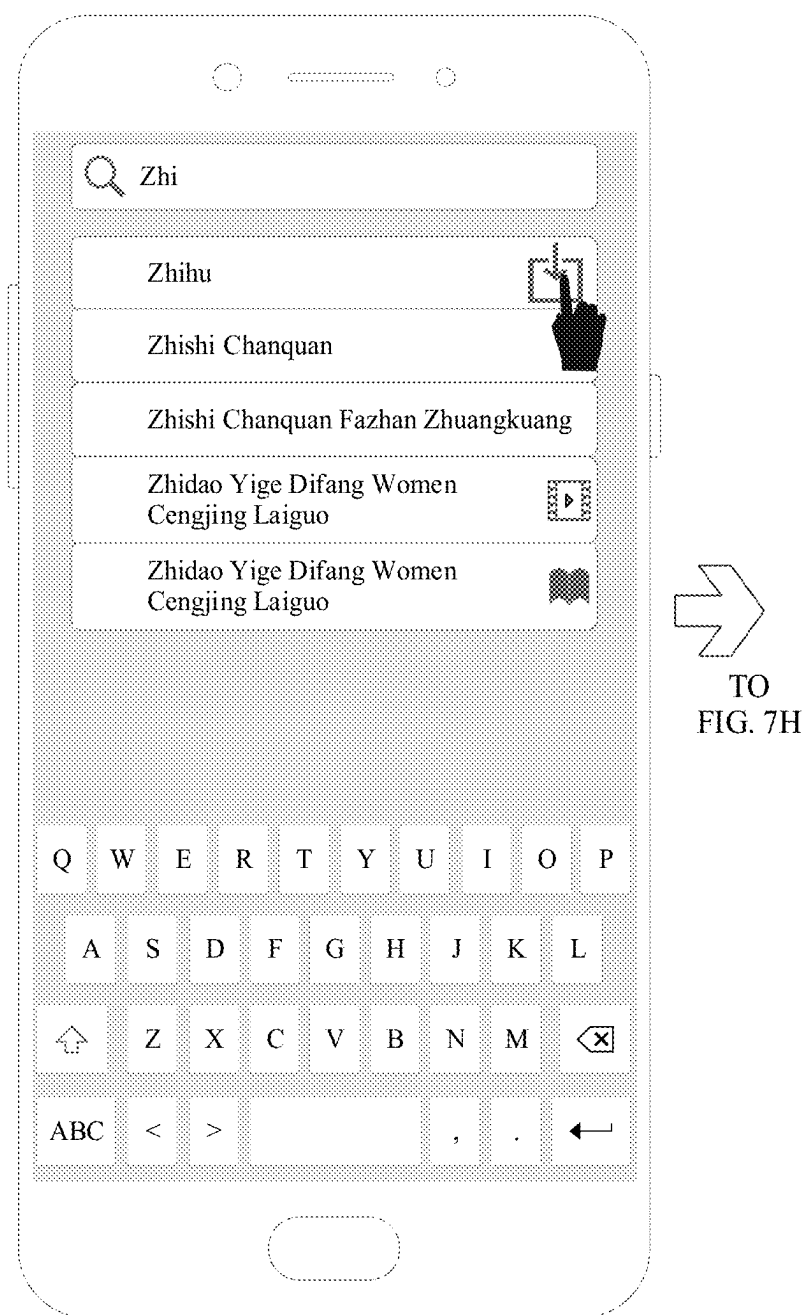 Zhi
Zhihu
Zhishi Chanquan
Zhishi Chanquan Fazhan Zhuangkuang
Zhidao Yige Difang Women
Cengjing Laiguo
Zhidao Yige Difang Women
Cengjing Laiguo
TO
FIG. 7H
Q W E R T Y U I O P
A S D F G H J K L
Z X C V B N M
ABC < > , .